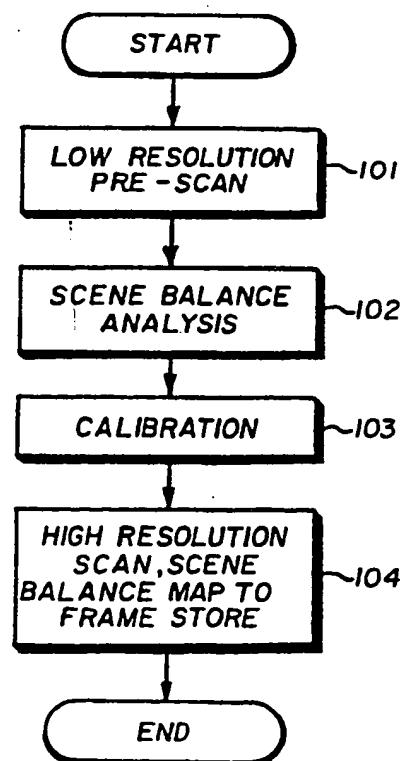 START
LOW RESOLUTION
PRE-SCAN
101
SCENE BALANCE
ANALYSIS
102
CALIBRATION
103
HIGH RESOLUTION
SCAN, SCENE
BALANCE MAP TO
FRAME STORE
104
END